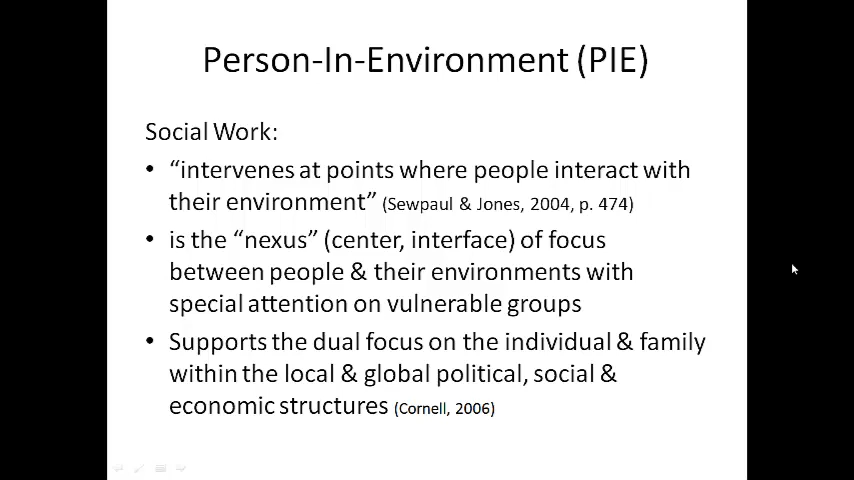 Person-In-Environment (PIE)
Social Work:
• “intervenes at points where people interact with
their environment” (Sewpaul & Jones, 2004, p. 474)
• is the “nexus” (center, interface) of focus
between people & their environments with
special attention on vulnerable groups
• Supports the dual focus on the individual & family
within the local & global political, social &
economic structures (Cornell, 2006)